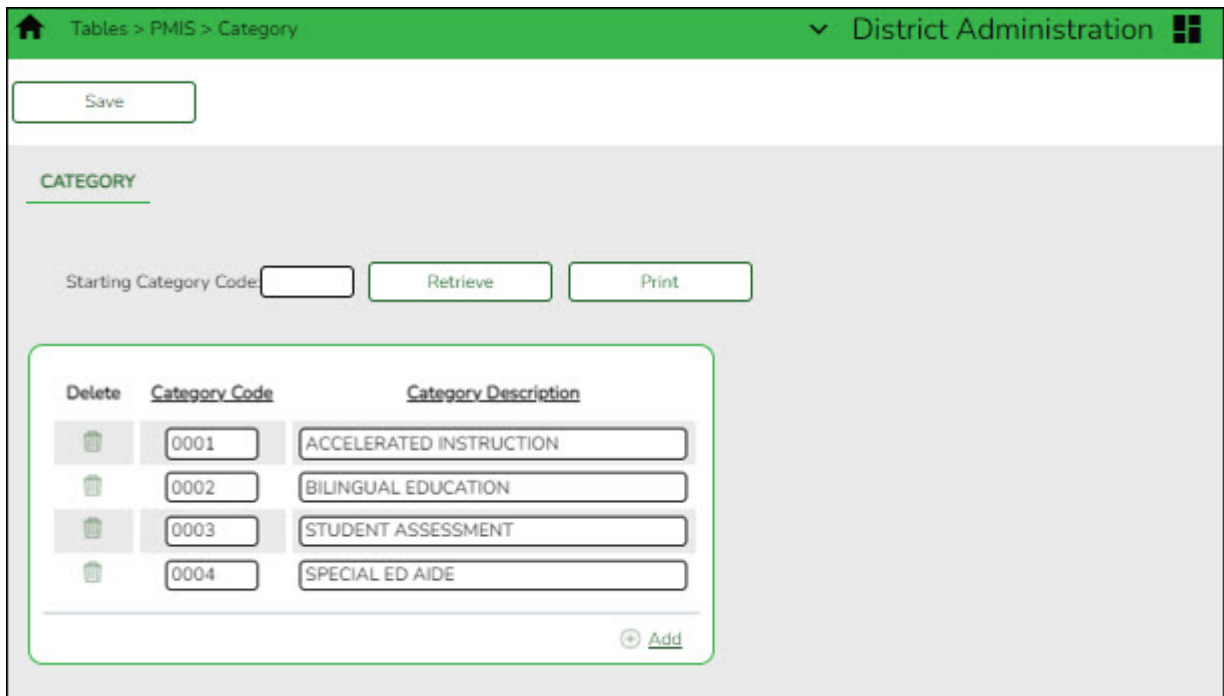 Tables > PMIS > Category
District Administration
Save
CATEGORY
Starting Category Code: Retrieve Print
Delete Category Code Category Description
0001 ACCELERATED INSTRUCTION
0002 BILINGUAL EDUCATION
0003 STUDENT ASSESSMENT
0004 SPECIAL ED AIDE
Add